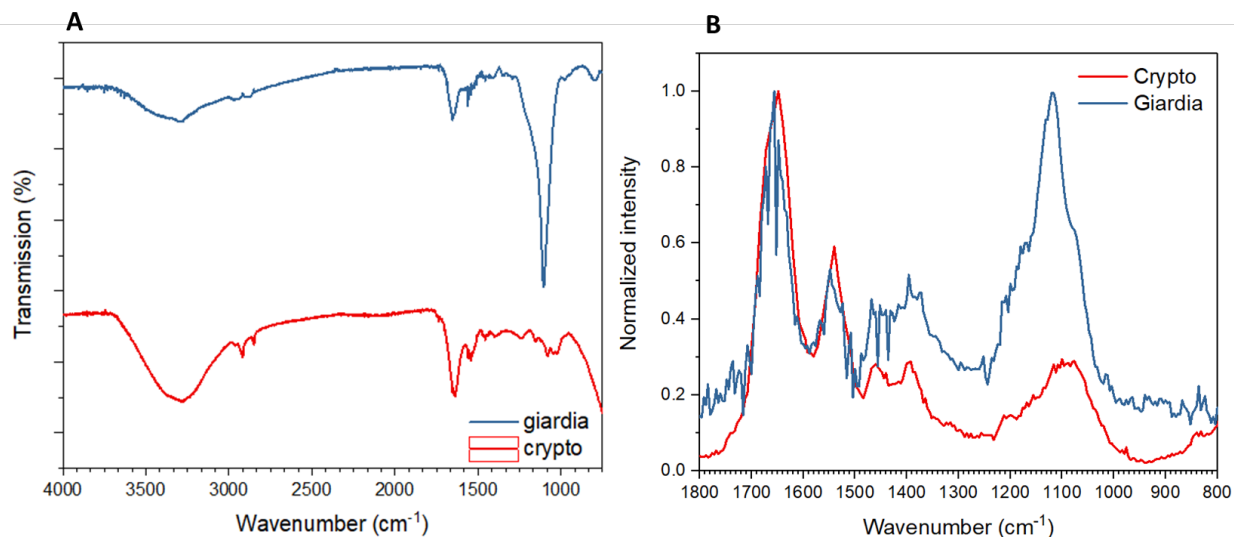 A
Transmission (%)
giardia
crypto
4000 3500 3000 2500 2000 1500 1000
Wavenumber (cm⁻¹)
B
Normalized intensity
1.0
0.8
0.6
0.4
0.2
0.0
Crypto
Giardia
1800 1700 1600 1500 1400 1300 1200 1100 1000 900 800
Wavenumber (cm⁻¹)